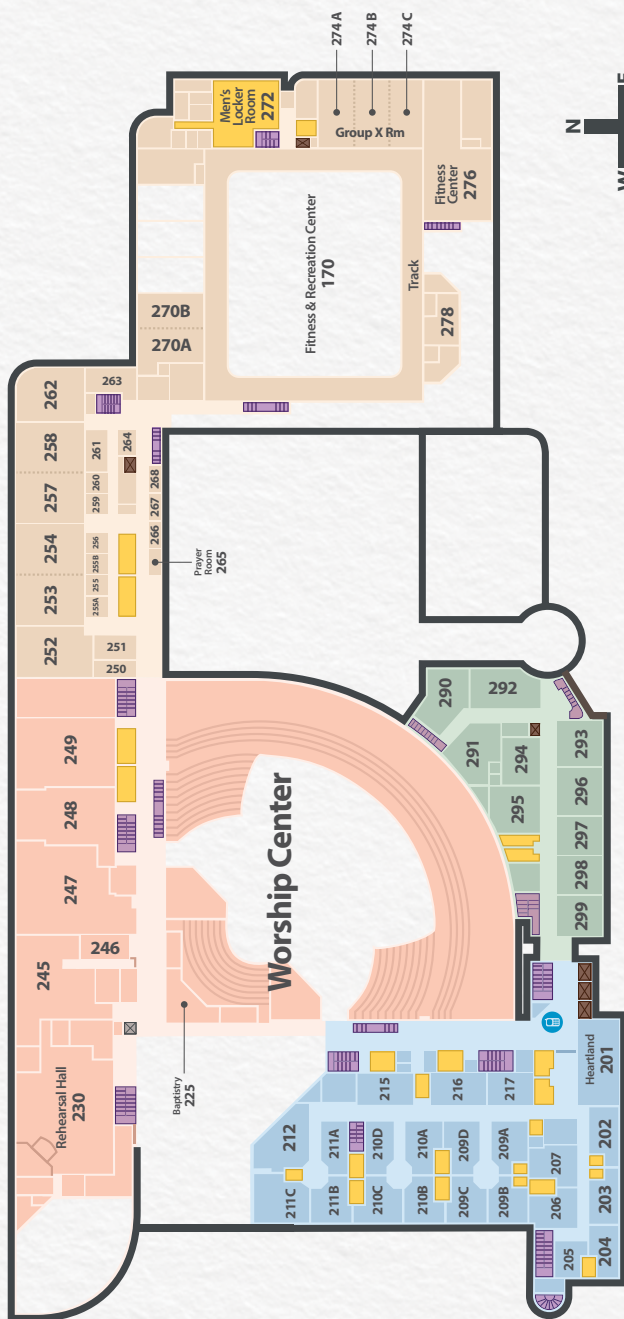 274 A
274 B
274 C
Men's
Locker
Room
272
Group X Rm
Fitness
Center
276
N
E
W
Fitness & Recreation Center
170
Track
278
270B
270A
262
263
258
261
264
257
260
259
268
267
266
254
256
255B
253
255
255A
Prayer
Room
265
252
251
250
249
248
247
246
245
Rehearsal Hall
230
Worship Center
Baptistry
225
290
292
291
294
293
295
296
297
298
299
Heartland
201
215
216
217
212
211A
210D
210A
209D
209A
207
202
211C
211B
210C
210B
209C
209B
206
203
205
204